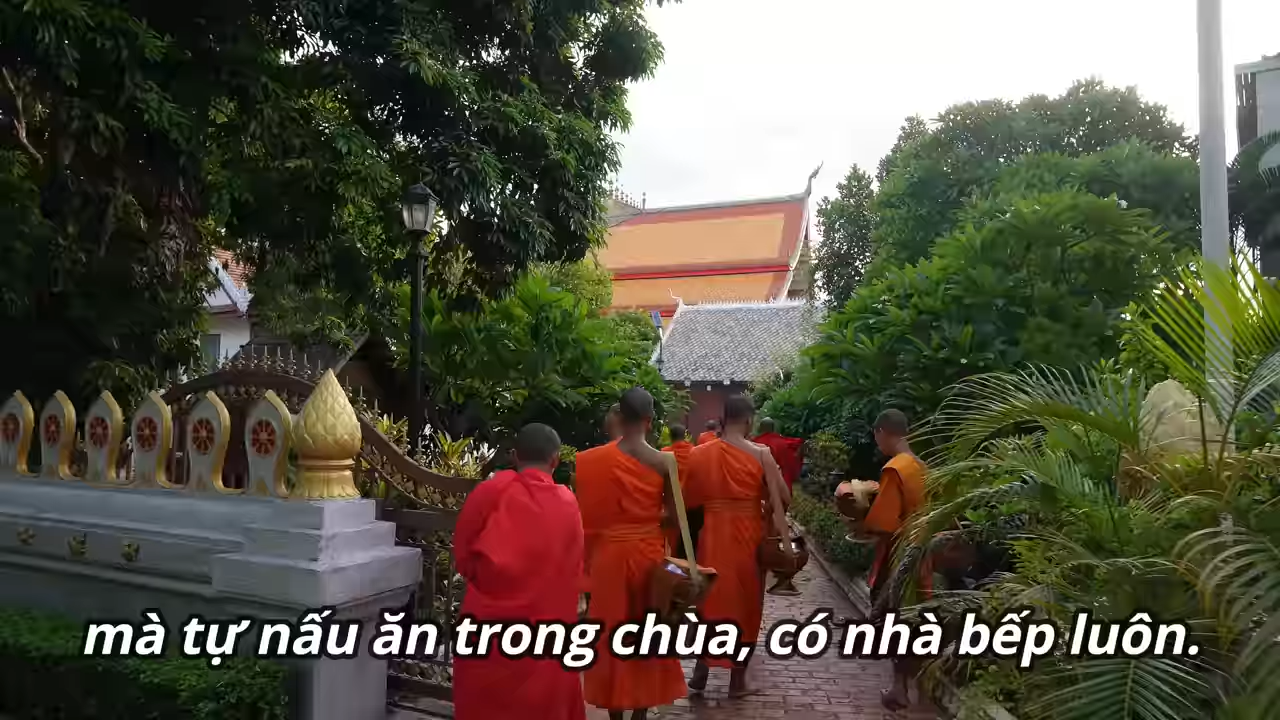 mà tự nấu ăn trong chùa, có nhà bếp luôn.